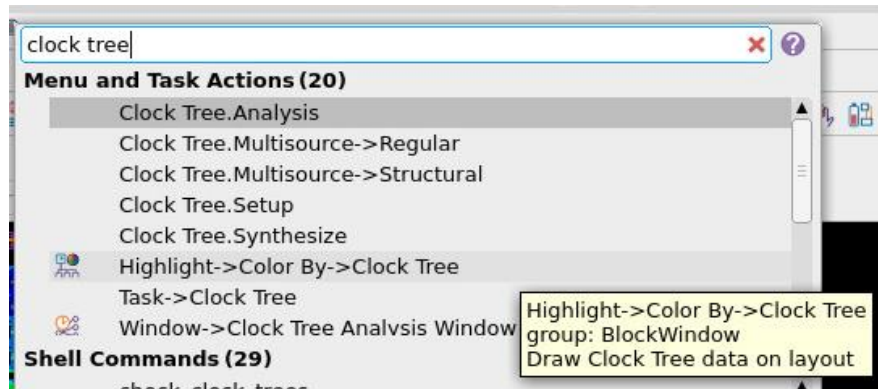 clock tree
Menu and Task Actions (20)
Clock Tree.Analysis
Clock Tree.Multisource->Regular
Clock Tree.Multisource->Structural
Clock Tree.Setup
Clock Tree.Synthesize
Highlight->Color By->Clock Tree
Task->Clock Tree
Window->Clock Tree Analysis Window
Highlight->Color By->Clock Tree
group: BlockWindow
Draw Clock Tree data on layout
Shell Commands (29)
check_clock_trees